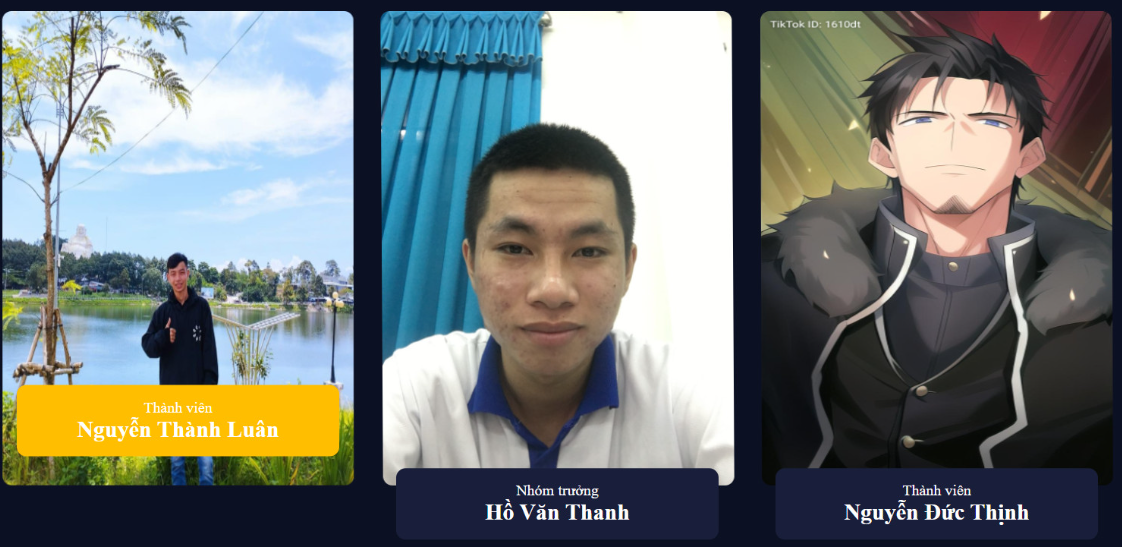 TikTok ID: 1610dt
Thành viên
Nguyễn Thành Luân
Nhóm trưởng
Hồ Văn Thanh
Thành viên
Nguyễn Đức Thịnh